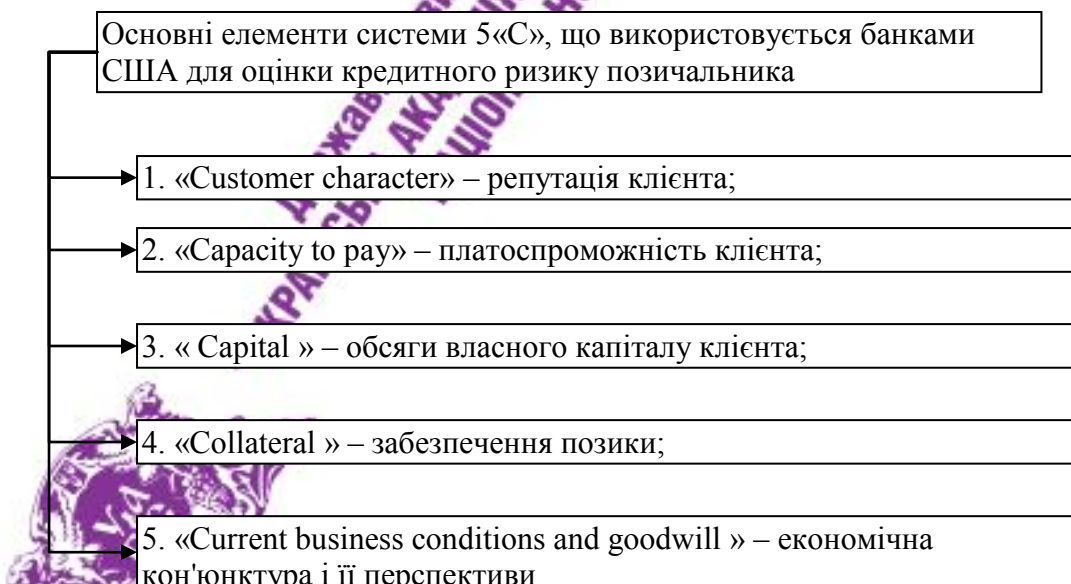 Основні елементи системи 5«С», що використовується банками
США для оцінки кредитного ризику позичальника
1. «Customer character» – репутація клієнта;
2. «Capacity to pay» – платоспроможність клієнта;
3. « Capital » – обсяги власного капіталу клієнта;
4. «Collateral » – забезпечення позики;
5. «Current business conditions and goodwill » – економічна
кон'юнктура і її перспективи